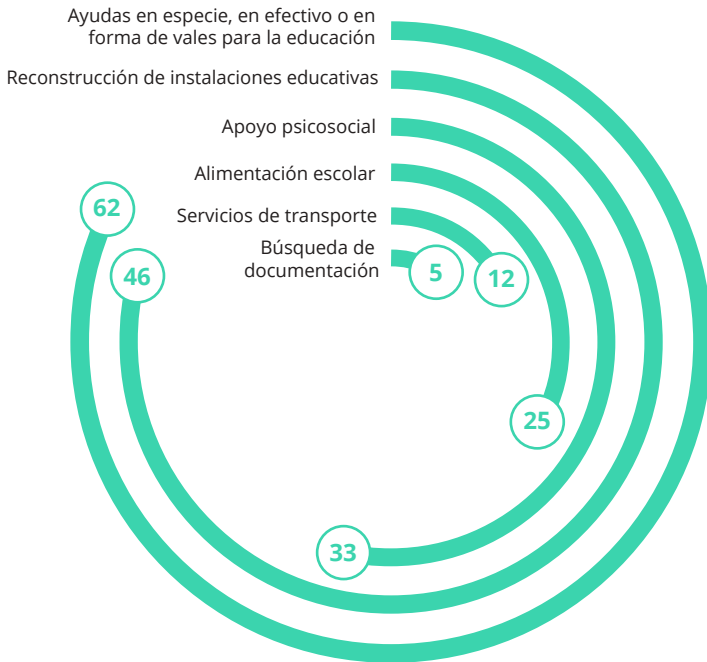 Ayudas en especie, en efectivo o en
forma de vales para la educación
Reconstrucción de instalaciones educativas
Apoyo psicosocial
Alimentación escolar
Servicios de transporte
Búsqueda de
documentación
62
46
5
12
25
33